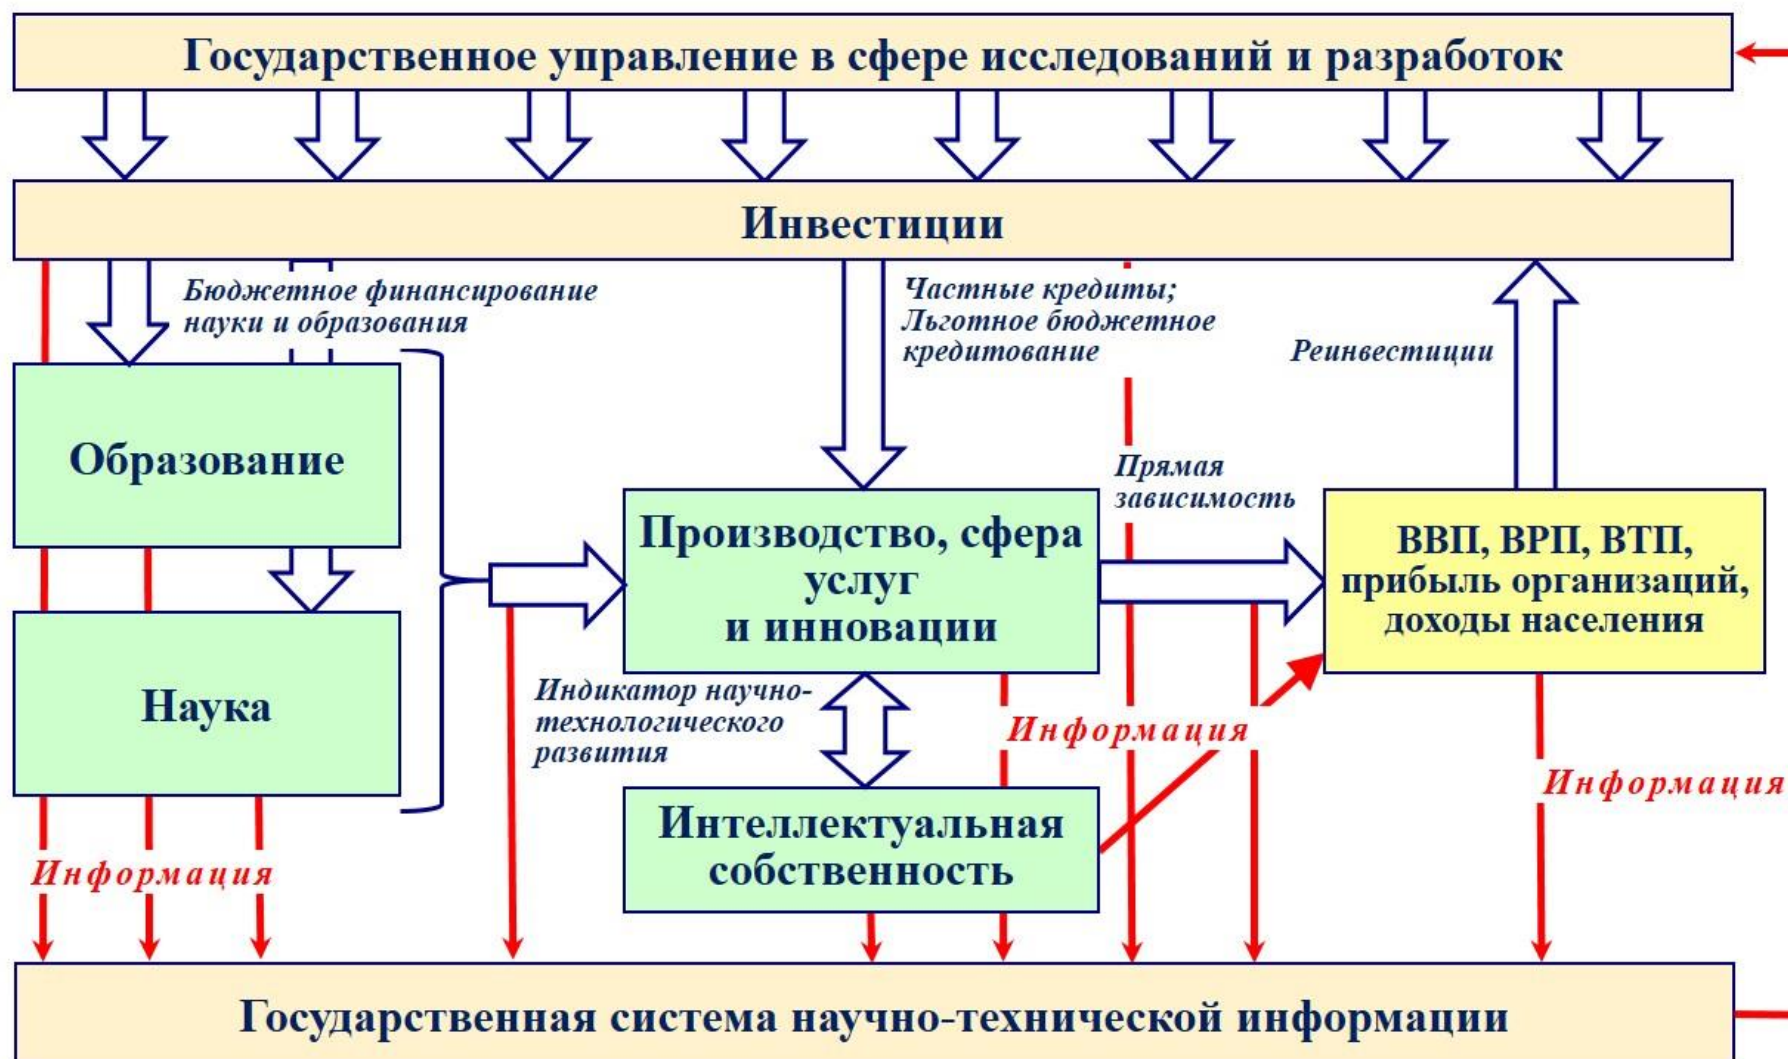 Государственное управление в сфере исследований и разработок
Инвестиции
Бюджетное финансирование
науки и образования
Частные кредиты;
Льготное бюджетное
кредитование
Реинвестиции
Образование
Прямая
зависимость
Производство, сфера
услуг
и инновации
ВВП, ВРП, ВТП,
прибыль организаций,
доходы населения
Наука
Индикатор научно-
технологического
развития
Информация
Информация
Интеллектуальная
собственность
Информация
Государственная система научно-технической информации